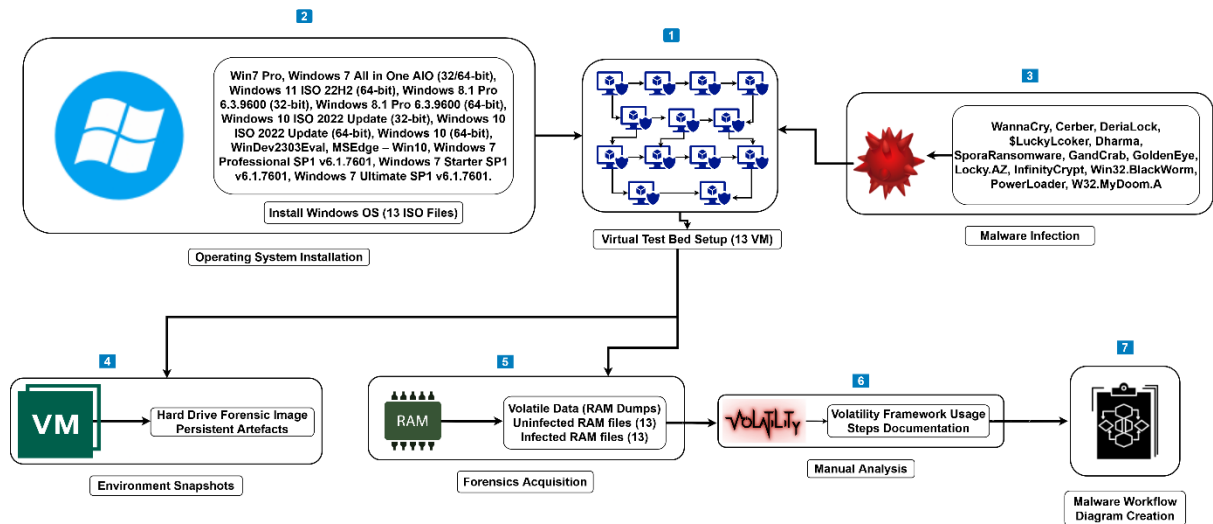 2
Win7 Pro, Windows 7 All in One AIO (32/64-bit),
Windows 11 ISO 22H2 (64-bit), Windows 8.1 Pro
6.3.9600 (32-bit), Windows 8.1 Pro 6.3.9600 (64-bit),
Windows 10 ISO 2022 Update (32-bit), Windows 10
ISO 2022 Update (64-bit), Windows 10 (64-bit),
WinDev2303Eval, MSEdge – Win10, Windows 7
Professional SP1 v6.1.7601, Windows 7 Starter SP1
v6.1.7601, Windows 7 Ultimate SP1 v6.1.7601.
Install Windows OS (13 ISO Files)
Operating System Installation
1
Virtual Test Bed Setup (13 VM)
3
WannaCry, Cerber, DeriaLock,
$LuckyLcoker, Dharma,
SporaRansomware, GandCrab, GoldenEye,
Locky.AZ, InfinityCrypt, Win32.BlackWorm,
PowerLoader, W32.MyDoom.A
Malware Infection
4
VM
Hard Drive Forensic Image
Persistent Artefacts
Environment Snapshots
5
RAM
Volatile Data (RAM Dumps)
Uninfected RAM files (13)
Infected RAM files (13)
Forensics Acquisition
6
VOLATILITY
Volatility Framework Usage
Steps Documentation
Manual Analysis
7
Malware Workflow
Diagram Creation